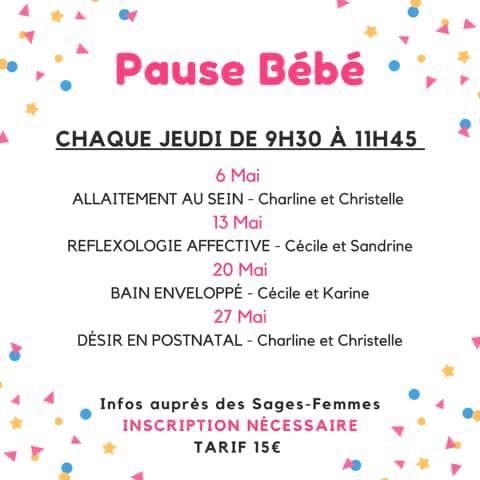 Pause Bébé
CHAQUE JEUDI DE 9H30 À 11H45
6 Mai
ALLAITEMENT AU SEIN - Charline et Christelle
13 Mai
REFLEXOLOGIE AFFECTIVE - Cécile et Sandrine
20 Mai
BAIN ENVELOPPÉ - Cécile et Karine
27 Mai
DÉSIR EN POSTNATAL - Charline et Christelle
Infos auprès des Sages-Femmes
INSCRIPTION NÉCESSAIRE
TARIF 15€